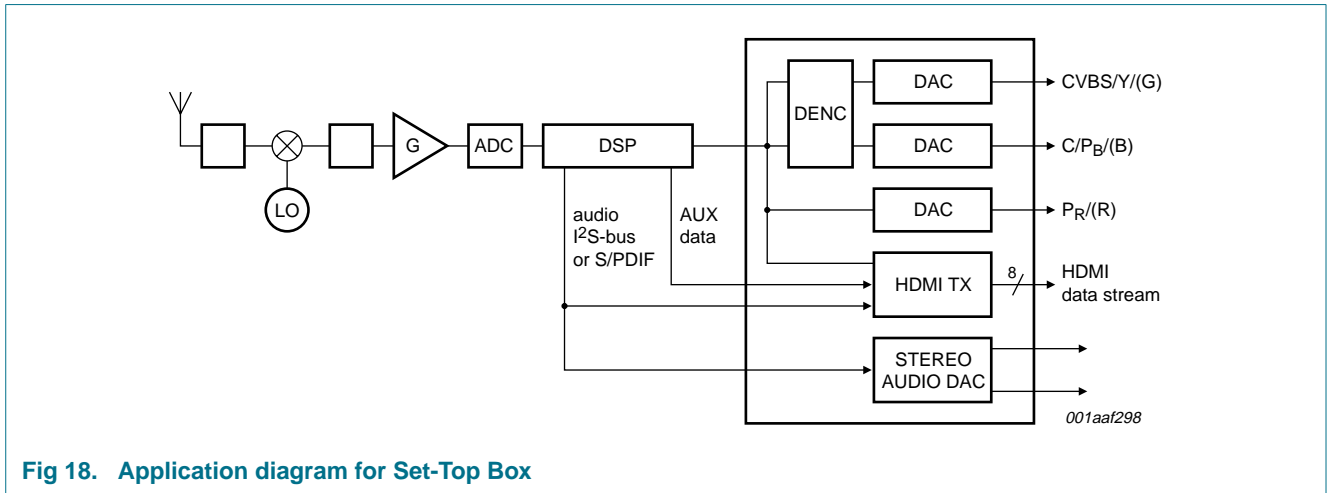 DENC
DAC
CVBS/Y/(G)
DAC
C/PB/(B)
G
ADC
DSP
LO
DAC
PR/(R)
audio
I2S-bus
or S/PDIF
AUX
data
HDMI TX
8
HDMI
data stream
STEREO
AUDIO DAC
001aaf298
Fig 18. Application diagram for Set-Top Box